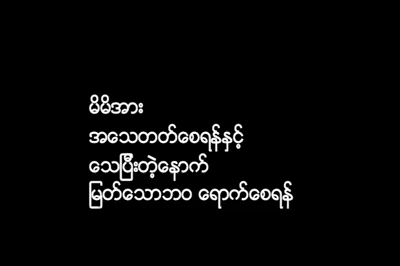 မိမိအား
အသေတတ်စေရန်နှင့်
သေပြီးတဲ့နောက်
မြတ်သောဘဝ ရောက်စေရန်